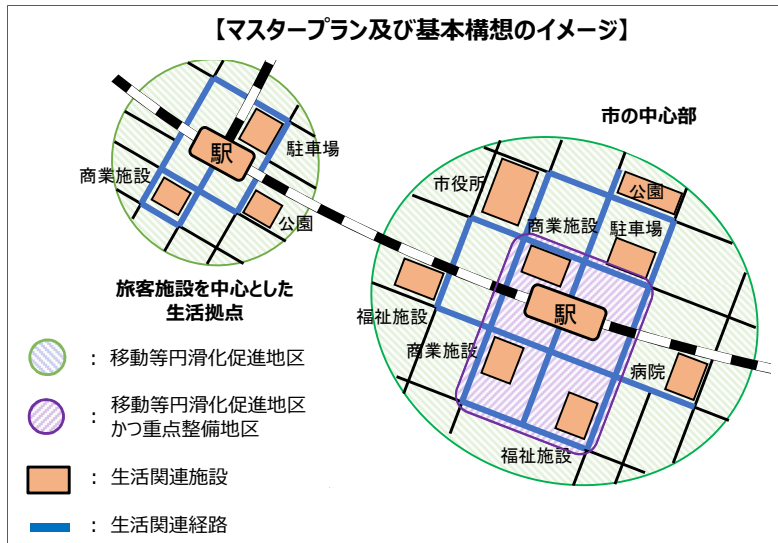 【マスタープラン及び基本構想のイメージ】
市の中心部
駅
駐車場
商業施設
公園
旅客施設を中心とした
生活拠点
市役所
公園
商業施設
駐車場
福祉施設
駅
商業施設
病院
福祉施設
： 移動等円滑化促進地区
： 移動等円滑化促進地区
かつ重点整備地区
： 生活関連施設
： 生活関連経路